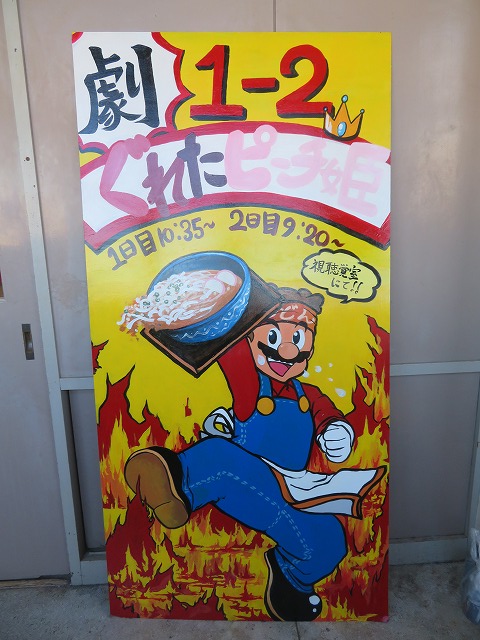 劇 1-2
ぐれたピーチ姫
1日目10:35~ 2日目9:20~
視聴覚室
にて!!